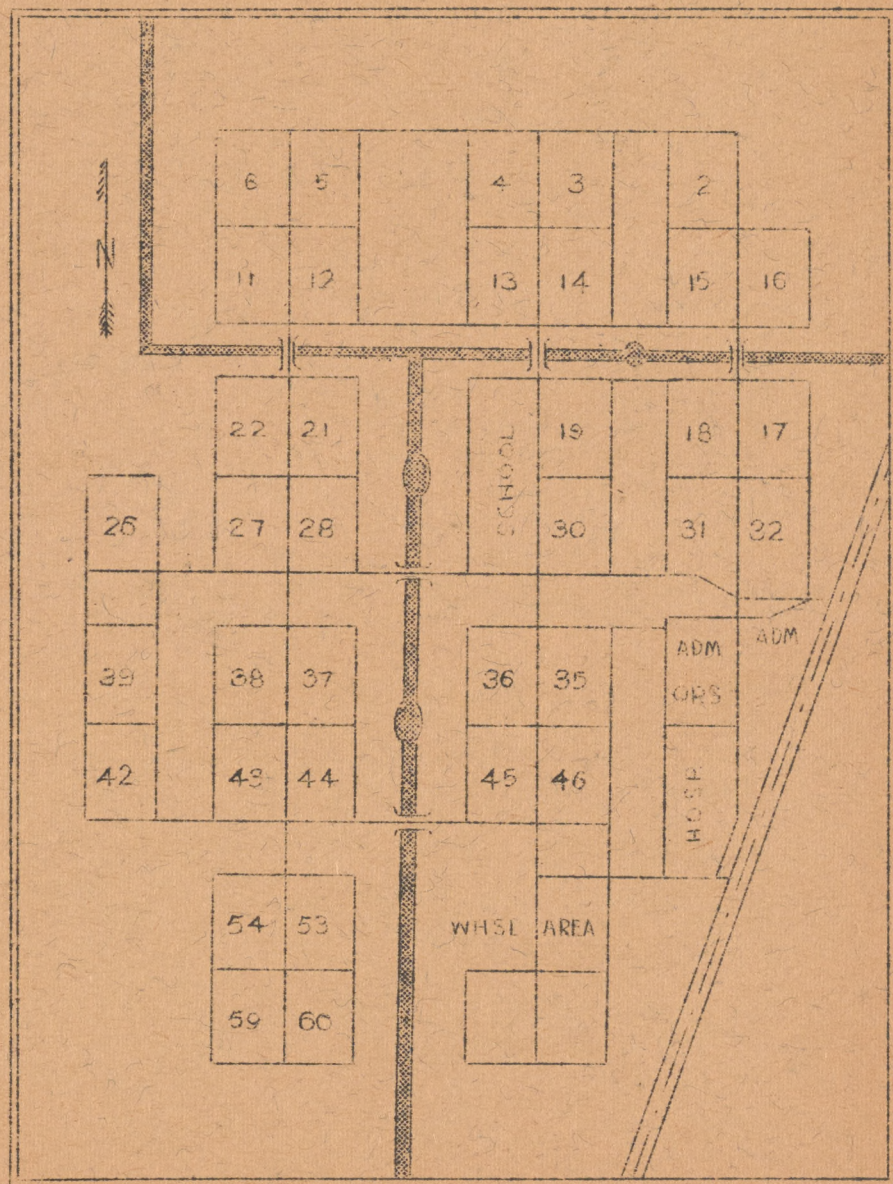 6 5 4 3 2
N
11 12 13 14 15 16
22 21 SCHOOL 19 18 17
26 27 28 30 31 32
ADM ADM
39 38 37 36 35 QRS
42 43 44 45 46 HOSP
54 53 WHSE AREA
59 60